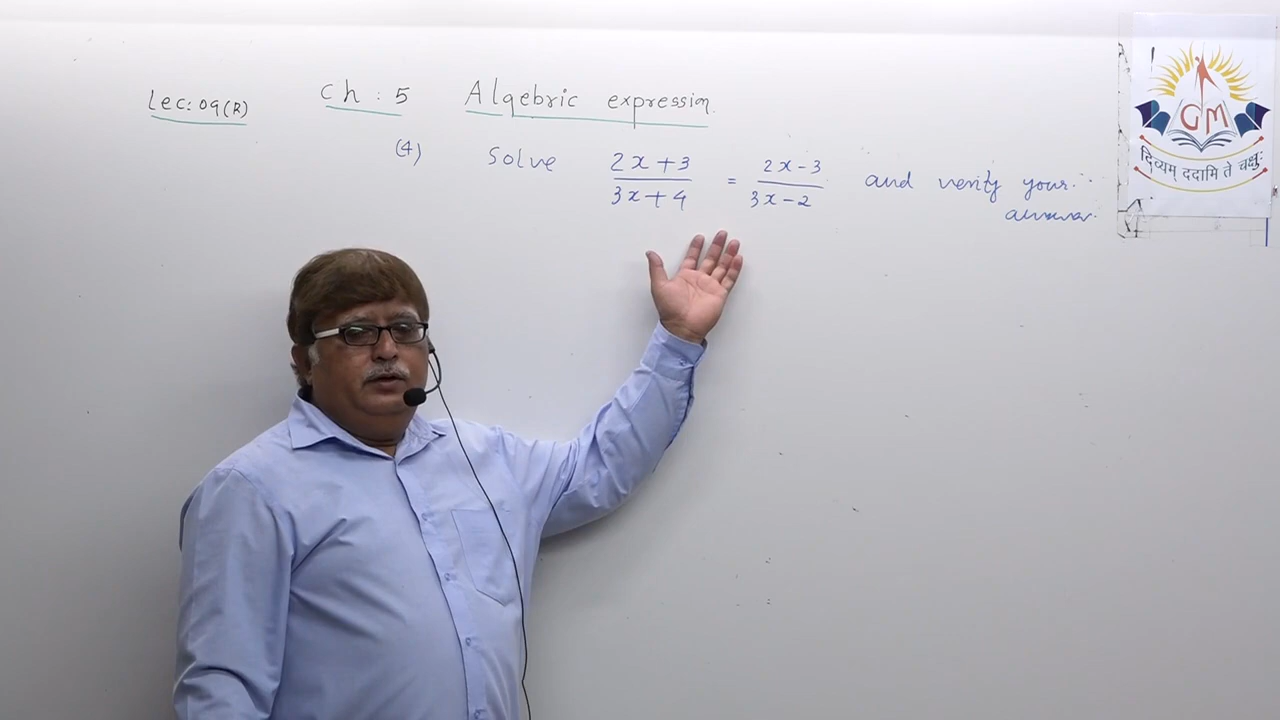 Lec: 09(R) Ch: 5 Algebric expression.
(4) Solve 2x+3 / 3x+4 = 2x-3 / 3x-2 and verify your
answer.
GM
दिव्यम् ददामि ते चक्षुः